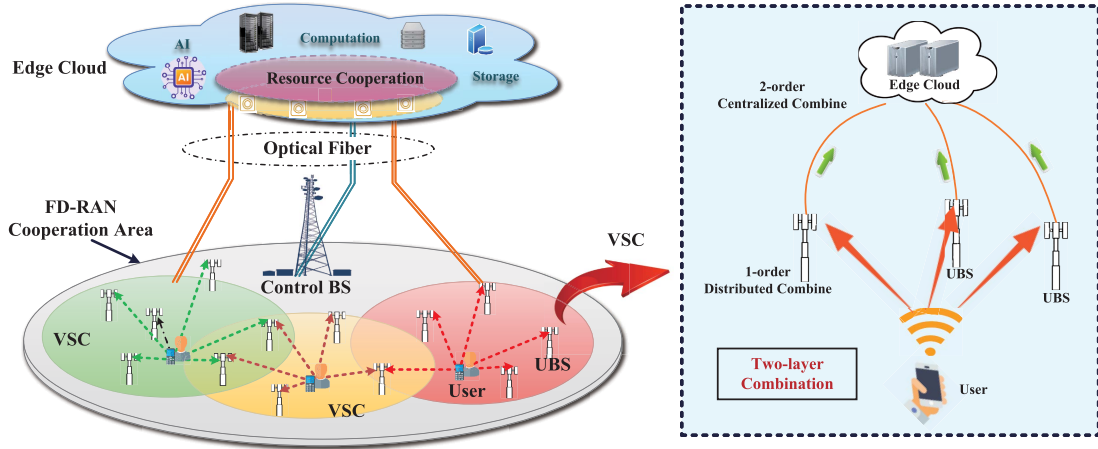 AI
Computation
Edge Cloud
Resource Cooperation
Storage
Optical Fiber
FD-RAN
Cooperation Area
Control BS
VSC
VSC
UBS
User
VSC
Edge Cloud
2-order
Centralized Combine
1-order
Distributed Combine
UBS
UBS
Two-layer
Combination
User
AI